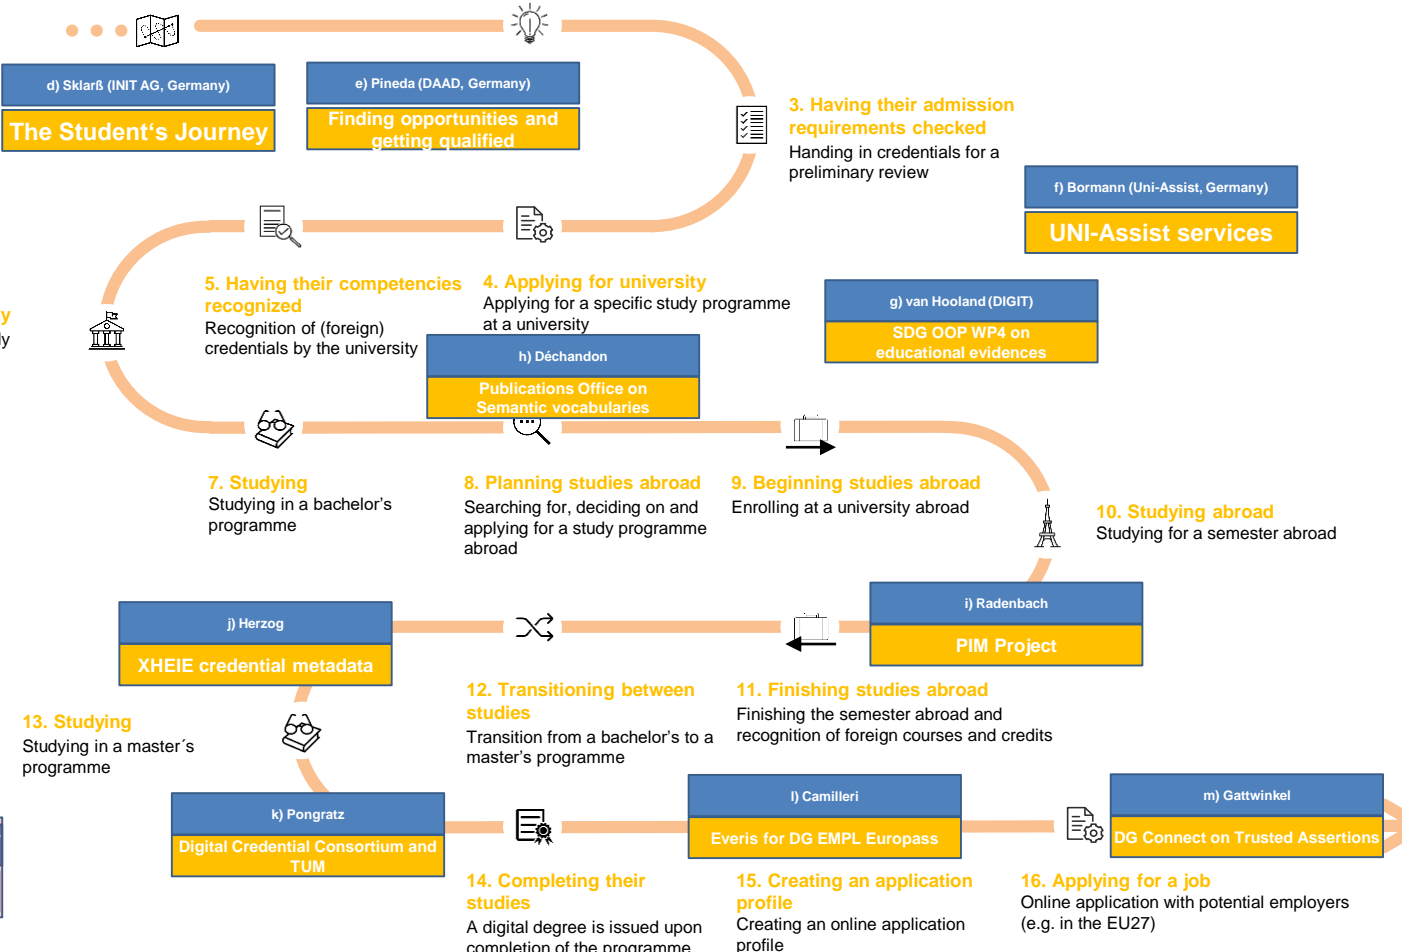 d) Sklarß (INIT AG, Germany)
The Student‘s Journey
e) Pineda (DAAD, Germany)
Finding opportunities and
getting qualified
3. Having their admission
requirements checked
Handing in credentials for a
preliminary review
f) Bormann (Uni-Assist, Germany)
UNI-Assist services
5. Having their competencies
recognized
Recognition of (foreign)
credentials by the university
4. Applying for university
Applying for a specific study programme
at a university
g) van Hooland (DIGIT)
SDG OOP WP4 on
educational evidences
h) Déchandon
Publications Office on
Semantic vocabularies
7. Studying
Studying in a bachelor’s
programme
8. Planning studies abroad
Searching for, deciding on and
applying for a study programme
abroad
9. Beginning studies abroad
Enrolling at a university abroad
10. Studying abroad
Studying for a semester abroad
i) Radenbach
PIM Project
j) Herzog
XHEIE credential metadata
12. Transitioning between
studies
Transition from a bachelor’s to a
master’s programme
11. Finishing studies abroad
Finishing the semester abroad and
recognition of foreign courses and credits
13. Studying
Studying in a master´s
programme
k) Pongratz
Digital Credential Consortium and
TUM
l) Camilleri
Everis for DG EMPL Europass
m) Gattwinkel
DG Connect on Trusted Assertions
14. Completing their
studies
A digital degree is issued upon
completion of the programme
15. Creating an application
profile
Creating an online application
profile
16. Applying for a job
Online application with potential employers
(e.g. in the EU27)